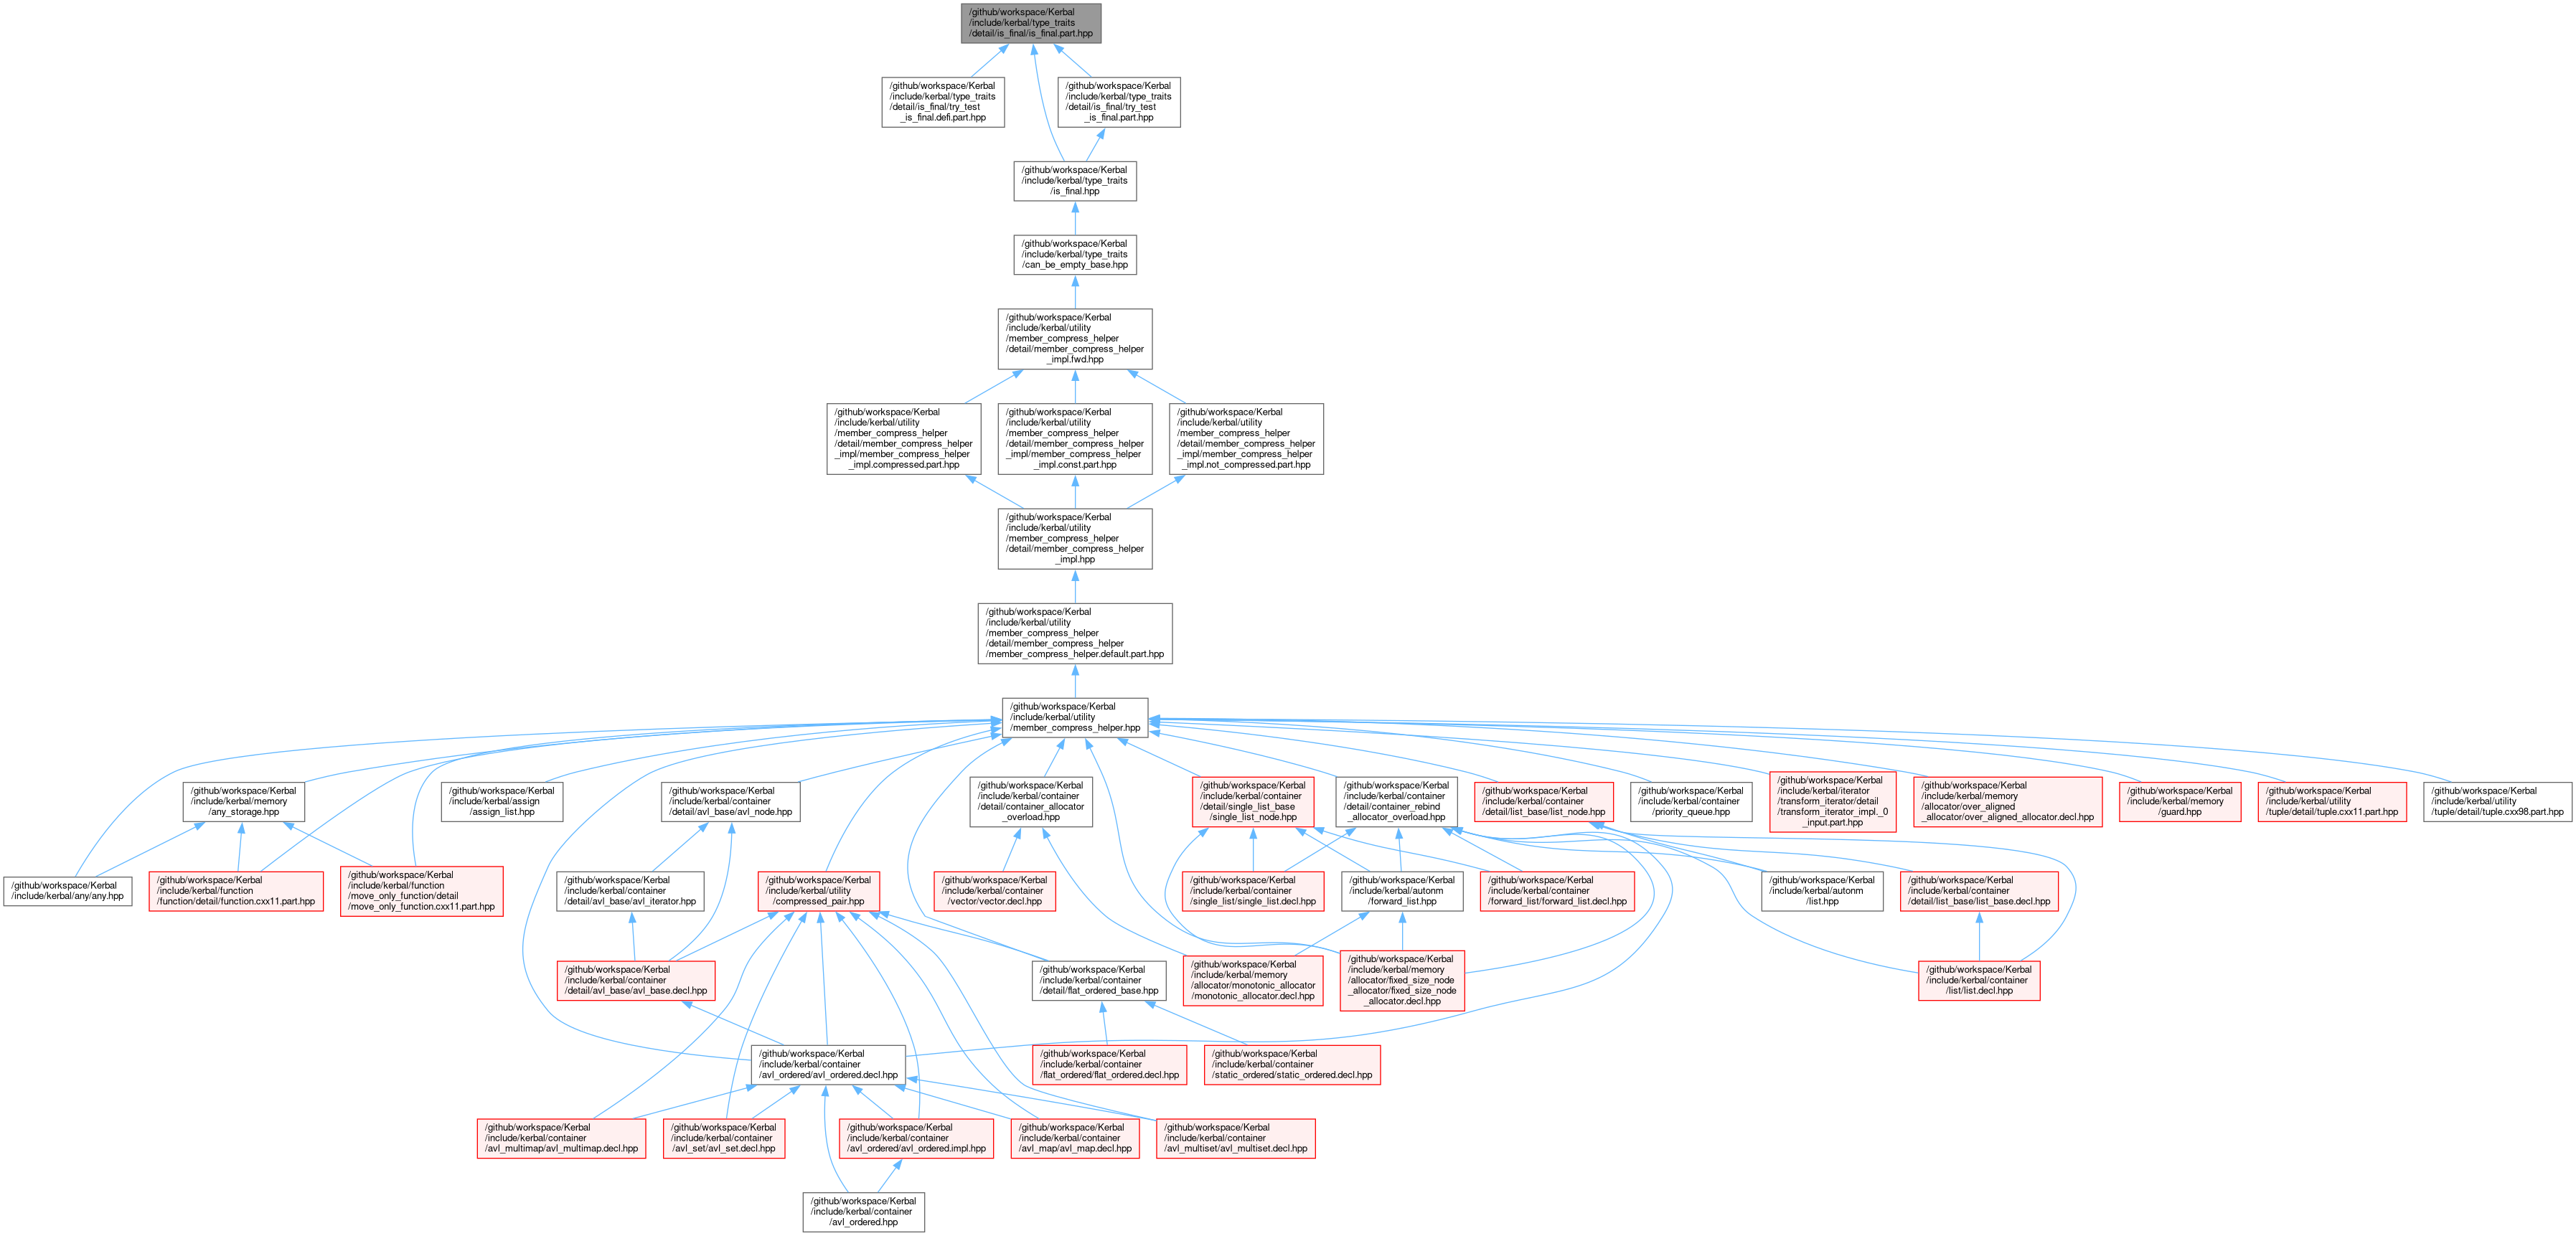 /github/workspace/Kerbal
/include/kerbal/type_traits
/detail/is_final/is_final.part.hpp
/github/workspace/Kerbal
/include/kerbal/type_traits
/detail/is_final/try_test
_is_final.defi.part.hpp
/github/workspace/Kerbal
/include/kerbal/type_traits
/detail/is_final/try_test
_is_final.part.hpp
/github/workspace/Kerbal
/include/kerbal/type_traits
/is_final.hpp
/github/workspace/Kerbal
/include/kerbal/type_traits
/can_be_empty_base.hpp
/github/workspace/Kerbal
/include/kerbal/utility
/member_compress_helper
/detail/member_compress_helper
_impl.fwd.hpp
/github/workspace/Kerbal
/include/kerbal/utility
/member_compress_helper
/detail/member_compress_helper
_impl/member_compress_helper
_impl.compressed.part.hpp
/github/workspace/Kerbal
/include/kerbal/utility
/member_compress_helper
/detail/member_compress_helper
_impl/member_compress_helper
_impl.const.part.hpp
/github/workspace/Kerbal
/include/kerbal/utility
/member_compress_helper
/detail/member_compress_helper
_impl/member_compress_helper
_impl.not_compressed.part.hpp
/github/workspace/Kerbal
/include/kerbal/utility
/member_compress_helper
/detail/member_compress_helper
_impl.hpp
/github/workspace/Kerbal
/include/kerbal/utility
/member_compress_helper
/detail/member_compress_helper
/member_compress_helper.default.part.hpp
/github/workspace/Kerbal
/include/kerbal/utility
/member_compress_helper.hpp
/github/workspace/Kerbal
/include/kerbal/memory
/any_storage.hpp
/github/workspace/Kerbal
/include/kerbal/assign
/assign_list.hpp
/github/workspace/Kerbal
/include/kerbal/container
/detail/avl_base/avl_node.hpp
/github/workspace/Kerbal
/include/kerbal/container
/detail/container_allocator
_overload.hpp
/github/workspace/Kerbal
/include/kerbal/container
/detail/single_list_base
/single_list_node.hpp
/github/workspace/Kerbal
/include/kerbal/container
/detail/container_rebind
_allocator_overload.hpp
/github/workspace/Kerbal
/include/kerbal/container
/detail/list_base/list_node.hpp
/github/workspace/Kerbal
/include/kerbal/container
/priority_queue.hpp
/github/workspace/Kerbal
/include/kerbal/iterator
/transform_iterator/detail
/transform_iterator_impl._0
_input.part.hpp
/github/workspace/Kerbal
/include/kerbal/memory
/allocator/over_aligned
_allocator/over_aligned_allocator.decl.hpp
/github/workspace/Kerbal
/include/kerbal/memory
/guard.hpp
/github/workspace/Kerbal
/include/kerbal/utility
/tuple/detail/tuple.cxx11.part.hpp
/github/workspace/Kerbal
/include/kerbal/utility
/tuple/detail/tuple.cxx98.part.hpp
/github/workspace/Kerbal
/include/kerbal/any/any.hpp
/github/workspace/Kerbal
/include/kerbal/function
/function/detail/function.cxx11.part.hpp
/github/workspace/Kerbal
/include/kerbal/function
/move_only_function/detail
/move_only_function.cxx11.part.hpp
/github/workspace/Kerbal
/include/kerbal/container
/detail/avl_base/avl_iterator.hpp
/github/workspace/Kerbal
/include/kerbal/utility
/compressed_pair.hpp
/github/workspace/Kerbal
/include/kerbal/container
/vector/vector.decl.hpp
/github/workspace/Kerbal
/include/kerbal/container
/single_list/single_list.decl.hpp
/github/workspace/Kerbal
/include/kerbal/autonm
/forward_list.hpp
/github/workspace/Kerbal
/include/kerbal/container
/forward_list/forward_list.decl.hpp
/github/workspace/Kerbal
/include/kerbal/autonm
/list.hpp
/github/workspace/Kerbal
/include/kerbal/container
/detail/list_base/list_base.decl.hpp
/github/workspace/Kerbal
/include/kerbal/container
/detail/avl_base/avl_base.decl.hpp
/github/workspace/Kerbal
/include/kerbal/container
/detail/flat_ordered_base.hpp
/github/workspace/Kerbal
/include/kerbal/memory
/allocator/monotonic_allocator
/monotonic_allocator.decl.hpp
/github/workspace/Kerbal
/include/kerbal/memory
/allocator/fixed_size_node
_allocator/fixed_size_node
_allocator.decl.hpp
/github/workspace/Kerbal
/include/kerbal/container
/list/list.decl.hpp
/github/workspace/Kerbal
/include/kerbal/container
/avl_ordered/avl_ordered.decl.hpp
/github/workspace/Kerbal
/include/kerbal/container
/flat_ordered/flat_ordered.decl.hpp
/github/workspace/Kerbal
/include/kerbal/container
/static_ordered/static_ordered.decl.hpp
/github/workspace/Kerbal
/include/kerbal/container
/avl_multimap/avl_multimap.decl.hpp
/github/workspace/Kerbal
/include/kerbal/container
/avl_set/avl_set.decl.hpp
/github/workspace/Kerbal
/include/kerbal/container
/avl_ordered/avl_ordered.impl.hpp
/github/workspace/Kerbal
/include/kerbal/container
/avl_map/avl_map.decl.hpp
/github/workspace/Kerbal
/include/kerbal/container
/avl_multiset/avl_multiset.decl.hpp
/github/workspace/Kerbal
/include/kerbal/container
/avl_ordered.hpp